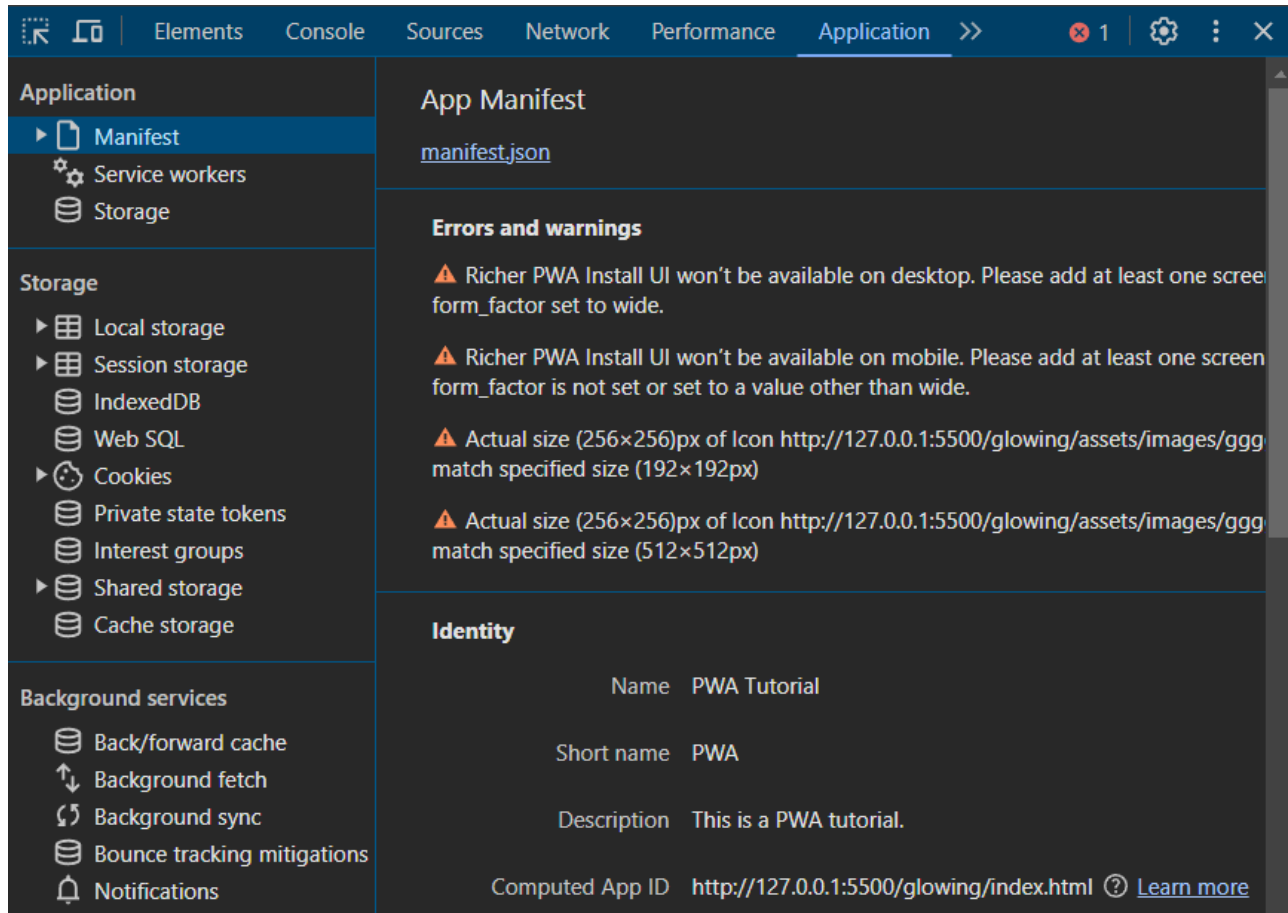 Elements Console Sources Network Performance Application 1
Application
Manifest
Service workers
Storage
Storage
Local storage
Session storage
IndexedDB
Web SQL
Cookies
Private state tokens
Interest groups
Shared storage
Cache storage
Background services
Back/forward cache
Background fetch
Background sync
Bounce tracking mitigations
Notifications
App Manifest
manifest.json
Errors and warnings
Richer PWA Install UI won't be available on desktop. Please add at least one scree
form_factor set to wide.
Richer PWA Install UI won't be available on mobile. Please add at least one screen
form_factor is not set or set to a value other than wide.
Actual size (256×256)px of Icon http://127.0.0.1:5500/glowing/assets/images/ggg
match specified size (192×192px)
Actual size (256×256)px of Icon http://127.0.0.1:5500/glowing/assets/images/ggg
match specified size (512×512px)
Identity
Name PWA Tutorial
Short name PWA
Description This is a PWA tutorial.
Computed App ID http://127.0.0.1:5500/glowing/index.html Learn more